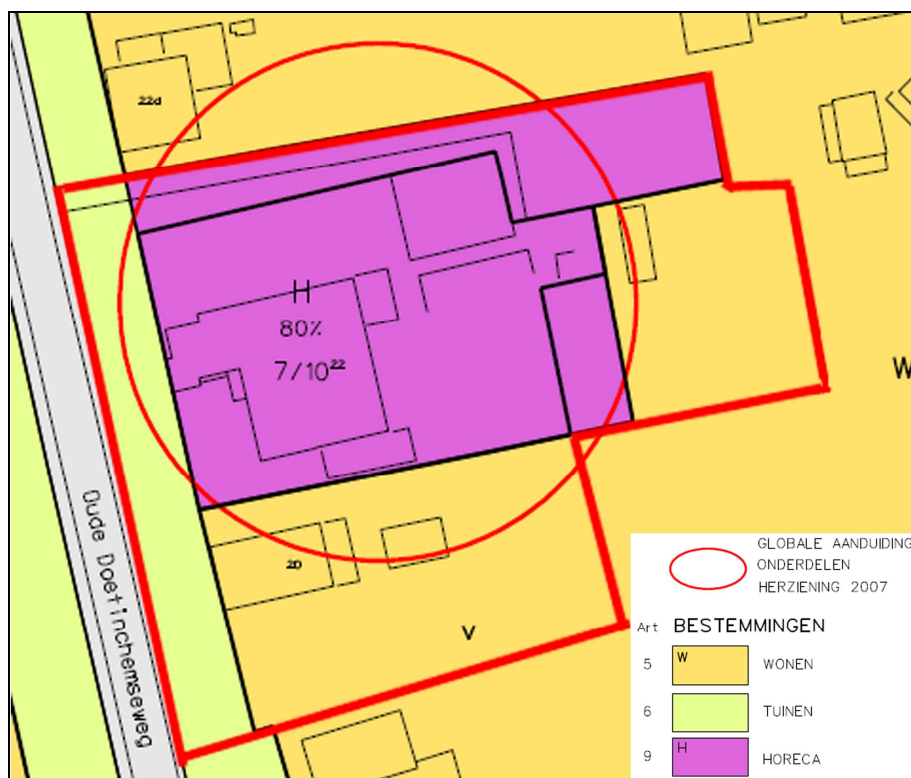 22d
H
80%
7/10²²
W
20
V
Oude Doetinchemseweg
GLOBALE AANDUIDING
ONDERDELEN
HERZIENING 2007
Art BESTEMMINGEN
5 W WONEN
6 TUINEN
9 H HORECA